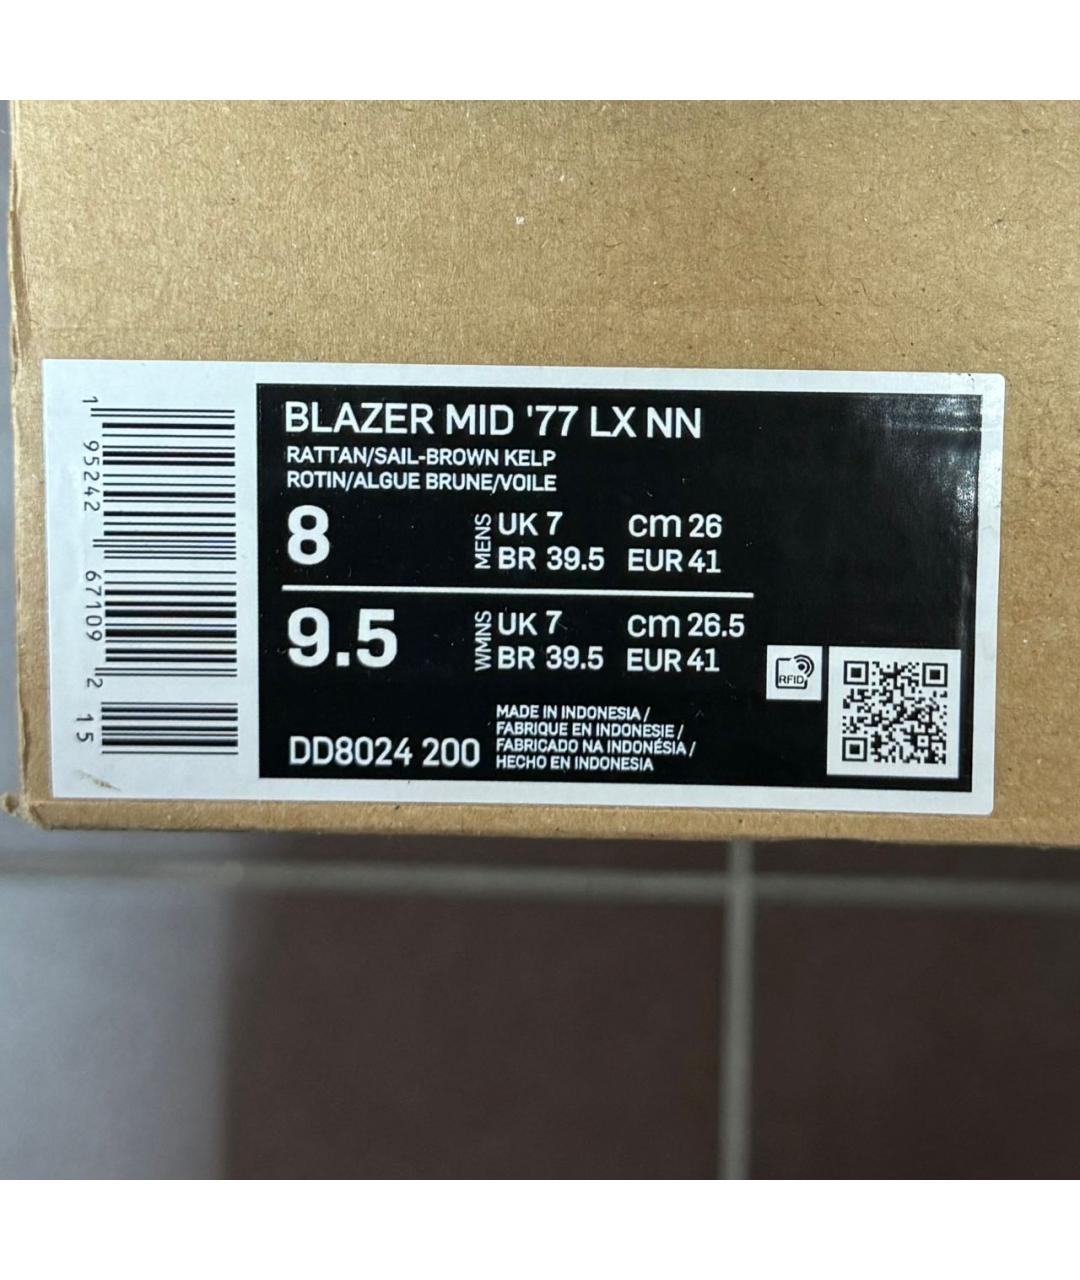 BLAZER MID '77 LX NN
RATTAN/SAIL-BROWN KELP
ROTIN/ALGUE BRUNE/VOILE
8 MENS UK 7 cm 26
BR 39.5 EUR 41
9.5 WMNS UK 7 cm 26.5
BR 39.5 EUR 41
DD8024 200
MADE IN INDONESIA /
FABRIQUE EN INDONESIE /
FABRICADO NA INDONÉSIA /
HECHO EN INDONESIA
RFID
1 95242 67109 2 15